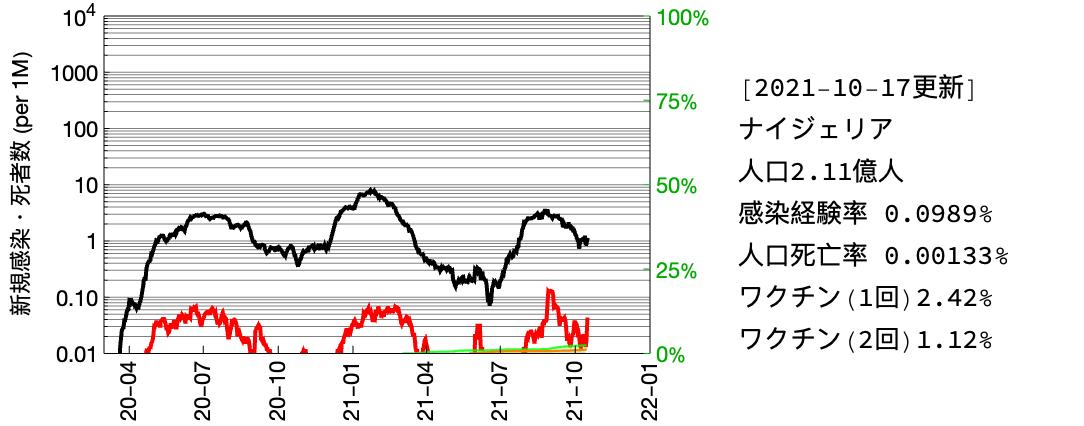 新規感染・死者数 (per 1M)
10^4
1000
100
10
1
0.10
0.01
100%
75%
50%
25%
0%
20-04
20-07
20-10
21-01
21-04
21-07
21-10
22-01
[2021-10-17更新]
ナイジェリア
人口2.11億人
感染経験率 0.0989%
人口死亡率 0.00133%
ワクチン(1回)2.42%
ワクチン(2回)1.12%